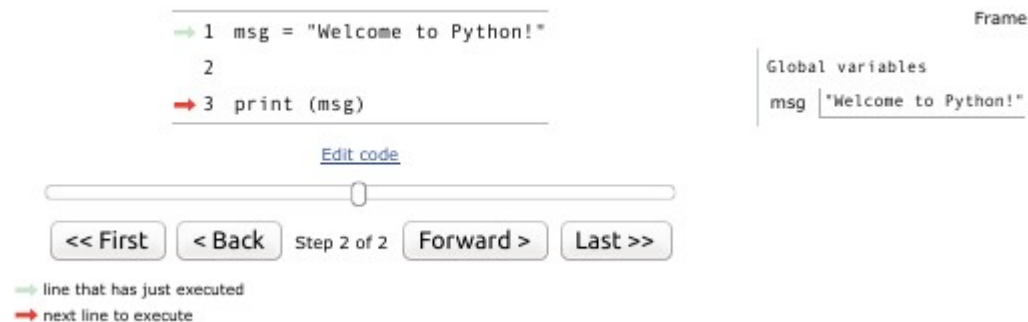 1 msg = "Welcome to Python!"
2
3 print (msg)
Edit code
<< First
< Back
Step 2 of 2
Forward >
Last >>
line that has just executed
next line to execute
Frame
Global variables
msg "Welcome to Python!"